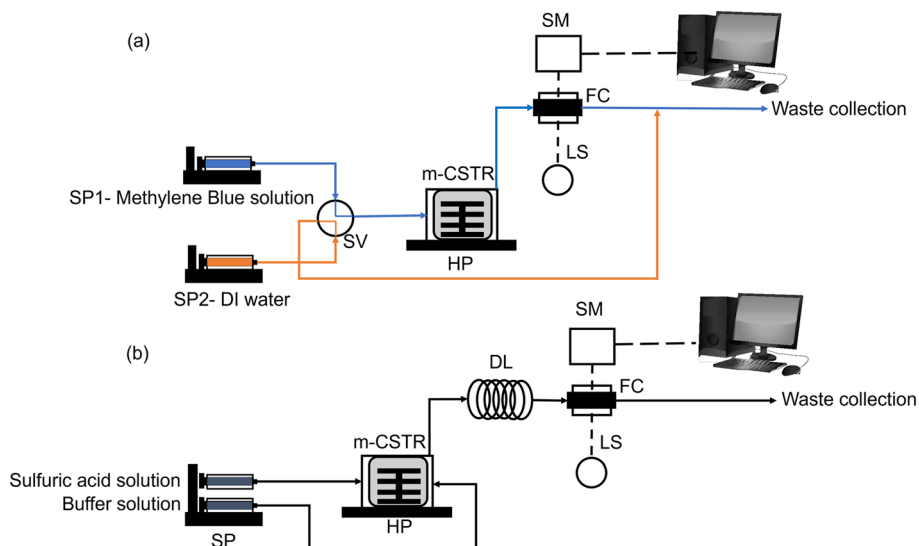 (a)
SM
FC
Waste collection
LS
m-CSTR
SP1- Methylene Blue solution
SV
HP
SP2- DI water
(b)
SM
DL
FC
Waste collection
LS
m-CSTR
Sulfuric acid solution
Buffer solution
HP
SP